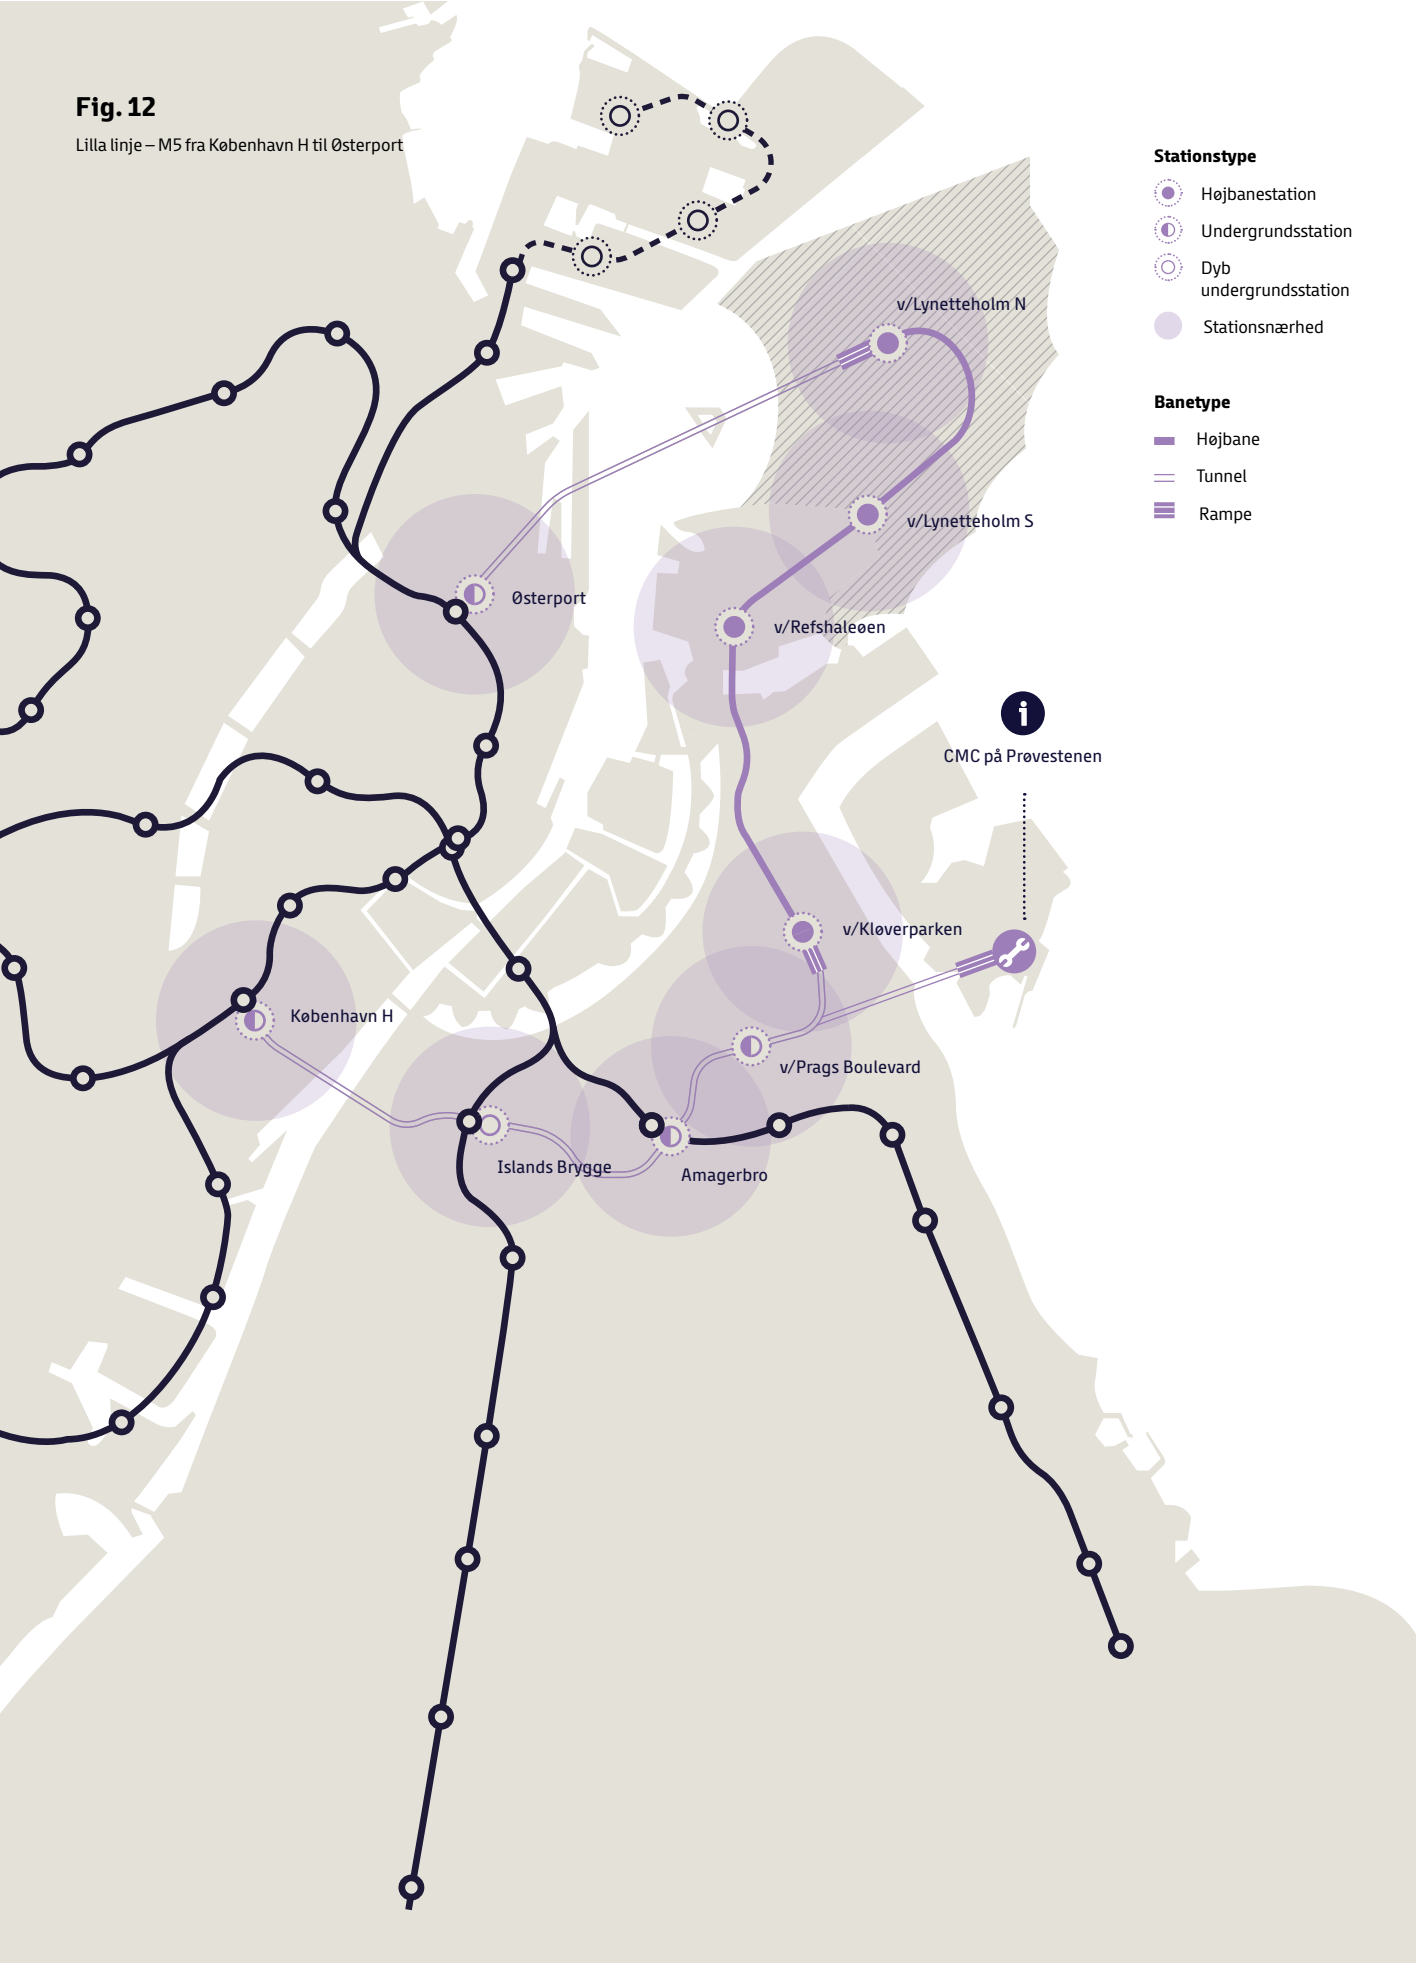 Fig. 12
Lilla linje – M5 fra København H til Østerport
Stationstype
Højbanestation
Undergrundsstation
Dyb
undergrundsstation
Stationsnærhed
Banetype
Højbane
Tunnel
Rampe
v/Lynetteholm N
v/Lynetteholm S
Østerport
v/Refshaleøen
i
CMC på Prøvestenen
v/Kløverparken
København H
v/Prags Boulevard
Islands Brygge
Amagerbro